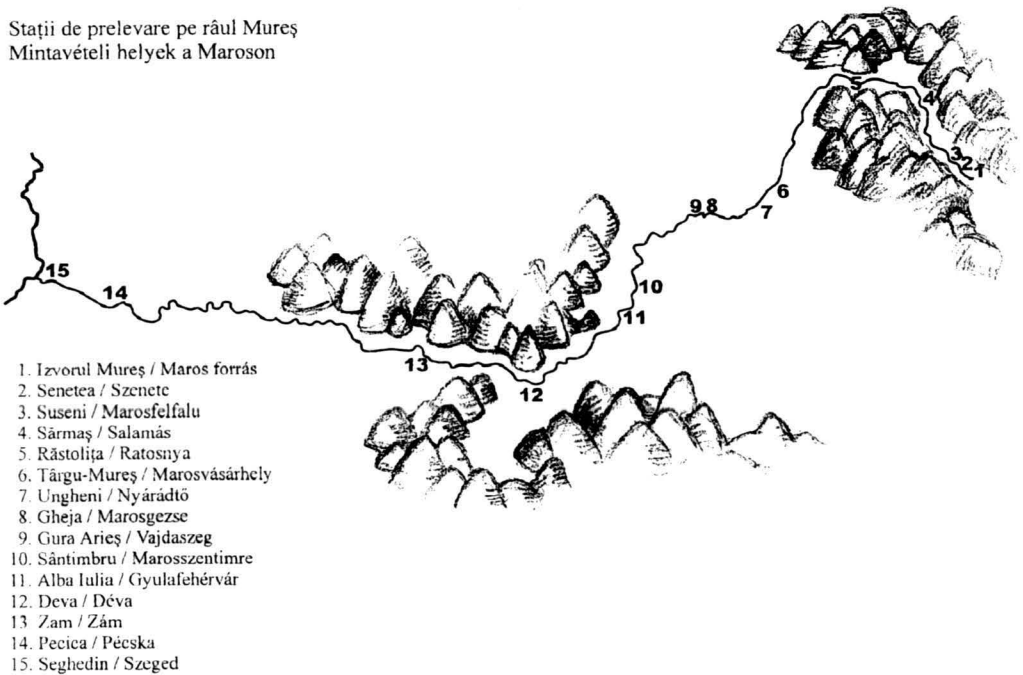 Stații de prelevare pe râul Mureș
Mintavételi helyek a Maroson
5
4
3
2
1
6
9 8
7
15
14
10
11
13
12
1. Izvorul Mureș / Maros forrás
2. Senetea / Szenete
3. Suseni / Marosfelfalu
4. Sărmaș / Salamás
5. Răstolița / Ratosnya
6. Târgu-Mureș / Marosvásárhely
7. Ungheni / Nyárádtő
8. Gheja / Marosgezse
9. Gura Arieș / Vajdaszeg
10. Sântimbru / Marosszentimre
11. Alba Iulia / Gyulafehérvár
12. Deva / Déva
13. Zam / Zám
14. Pecica / Pécska
15. Seghedin / Szeged